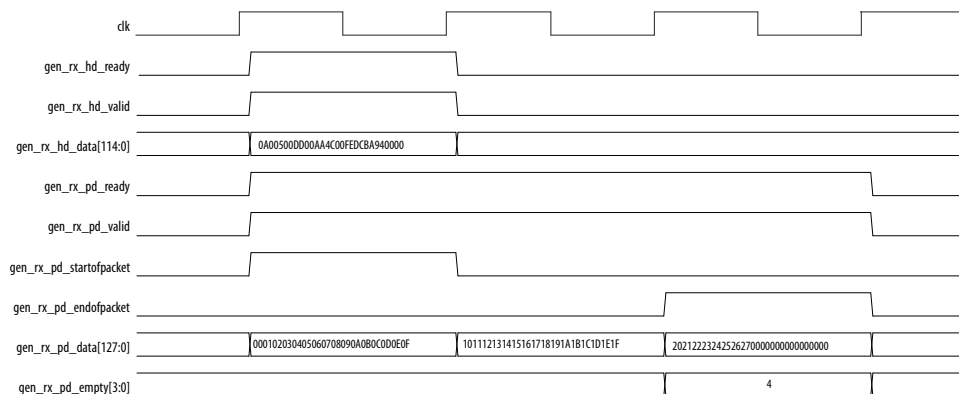 clk
gen_rx_hd_ready
gen_rx_hd_valid
gen_rx_hd_data[114:0] 0A00500DD00AA4C00FEDCBA940000
gen_rx_pd_ready
gen_rx_pd_valid
gen_rx_pd_startofpacket
gen_rx_pd_endofpacket
gen_rx_pd_data[127:0] 000102030405060708090A0B0C0D0E0F 101112131415161718191A1B1C1D1E1F 20212223242526270000000000000000
gen_rx_pd_empty[3:0] 4